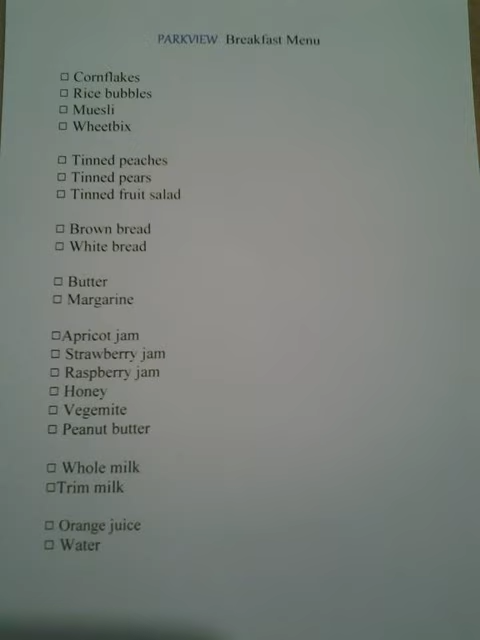 PARKVIEW Breakfast Menu
☐ Cornflakes
☐ Rice bubbles
☐ Muesli
☐ Wheetbix
☐ Tinned peaches
☐ Tinned pears
☐ Tinned fruit salad
☐ Brown bread
☐ White bread
☐ Butter
☐ Margarine
☐Apricot jam
☐ Strawberry jam
☐ Raspberry jam
☐ Honey
☐ Vegemite
☐ Peanut butter
☐ Whole milk
☐Trim milk
☐ Orange juice
☐ Water